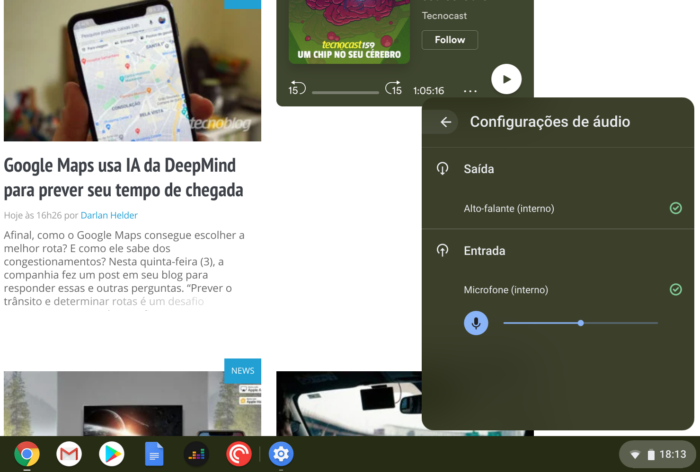 tecnoblog
Google Maps usa IA da DeepMind
para prever seu tempo de chegada
Hoje às 16h26 por Darlan Helder
Afinal, como o Google Maps consegue escolher a
melhor rota? E como ele sabe dos
congestionamentos? Nesta quinta-feira (3), a
companhia fez um post em seu blog para
responder essas e outras perguntas. “Prever o
trânsito e determinar rotas é um desafio
NEWS
tecnocast 159
UM CHIP NO SEU CÉREBRO
Tecnocast
Follow
15
15
1:05:16
Configurações de áudio
Saída
Alto-falante (interno)
Entrada
Microfone (interno)
18:13